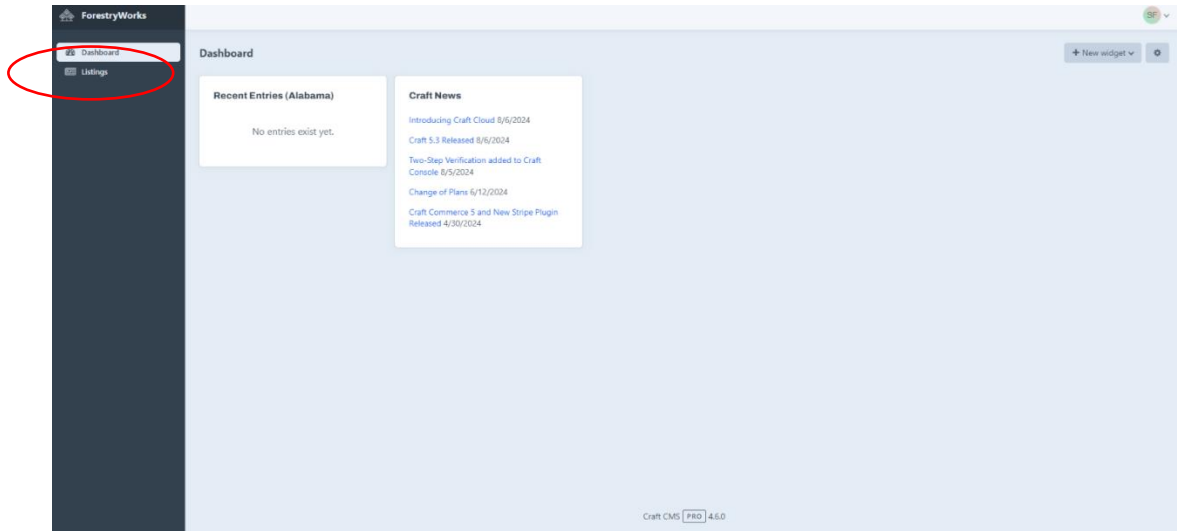 ForestryWorks
SF
Dashboard
Listings
Dashboard
New widget
Recent Entries (Alabama)
No entries exist yet.
Craft News
Introducing Craft Cloud 8/6/2024
Craft 5.3 Released 8/6/2024
Two-Step Verification added to Craft
Console 8/5/2024
Change of Plans 6/12/2024
Craft Commerce 5 and New Stripe Plugin
Released 4/30/2024
Craft CMS PRO 4.6.0